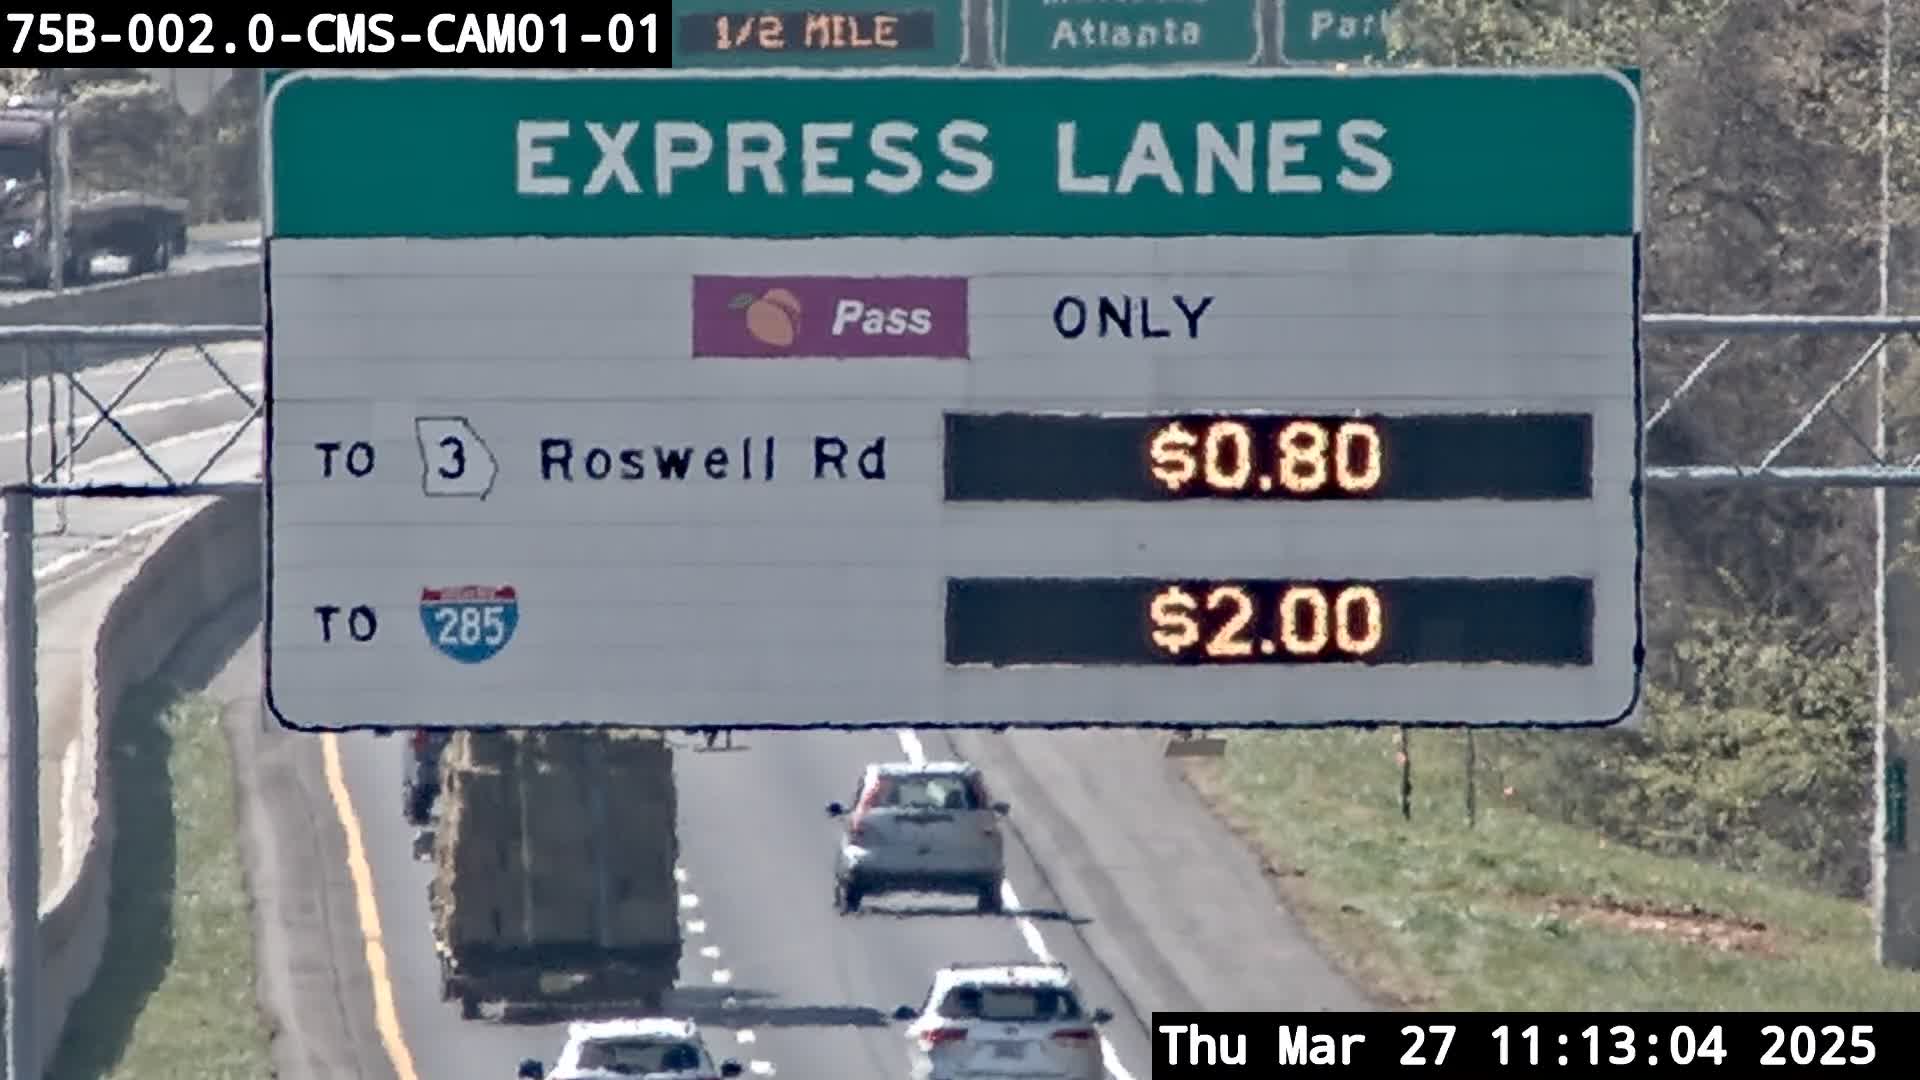 75B-002.0-CMS-CAM01-01
1/2 MILE
Atlanta
EXPRESS LANES
Pass ONLY
TO 3 Roswell Rd $0.80
TO 285 $2.00
Thu Mar 27 11:13:04 2025